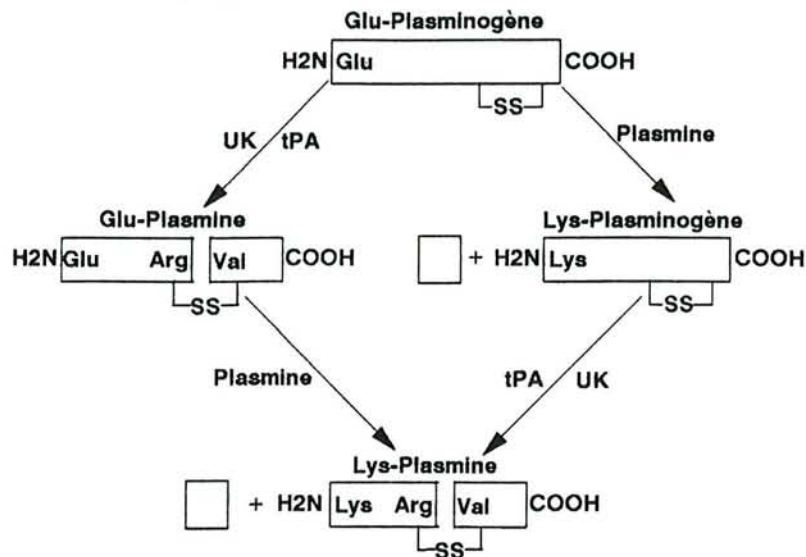 Glu-Plasminogène
H2N Glu COOH
SS
UK tPA Plasmine
Glu-Plasmine Lys-Plasminogène
H2N Glu Arg Val COOH + H2N Lys COOH
SS SS
Plasmine tPA UK
Lys-Plasmine
+ H2N Lys Arg Val COOH
SS